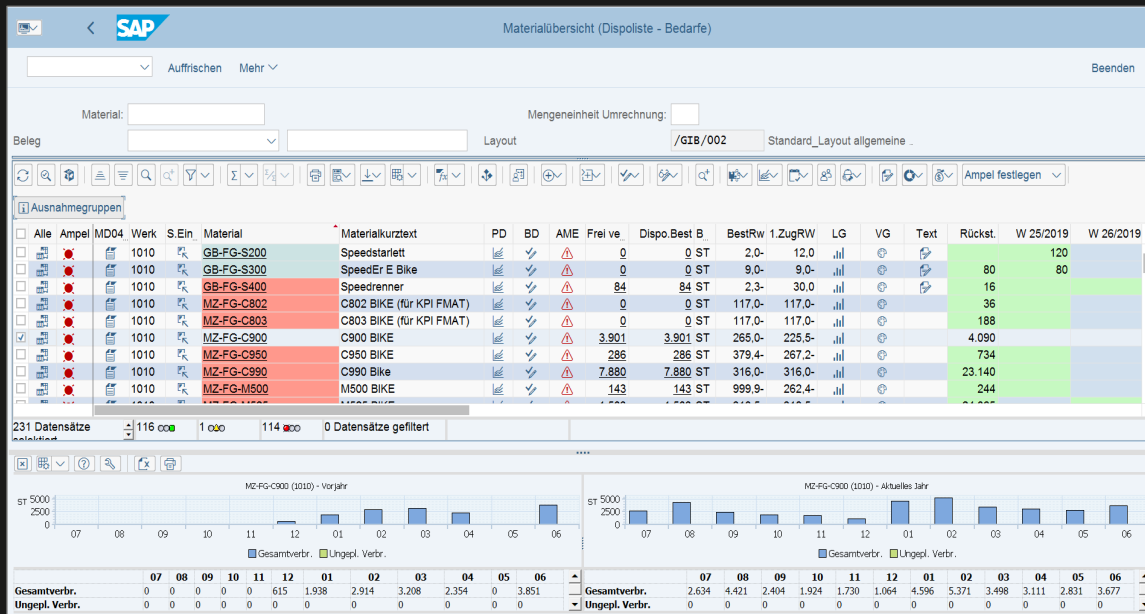 SAP
Materialübersicht (Dispoliste - Bedarfe)
Auffrischen Mehr Beenden
Material: Mengeneinheit Umrechnung:
Beleg Layout /GIB/002 Standard_Layout allgemeine ..
Ampel festlegen
Ausnahmegruppen
Alle Ampel MD04 Werk S.Ein Material Materialkurztext PD BD AME Frei ve Dispo.Best B BestRw 1.ZugRW LG VG Text Rückst. W 25/2019 W 26/2019
1010 GB-FG-S200 Speedstarlett 0 0 ST 2,0- 12,0 120
1010 GB-FG-S300 SpeedEr E Bike 0 0 ST 9,0- 9,0- 80 80
1010 GB-FG-S400 Speedrenner 84 84 ST 2,3- 30,0 16
1010 MZ-FG-C802 C802 BIKE (für KPI FMAT) 0 0 ST 117,0- 117,0- 36
1010 MZ-FG-C803 C803 BIKE (für KPI FMAT) 0 0 ST 117,0- 117,0- 188
1010 MZ-FG-C900 C900 BIKE 3.901 3.901 ST 265,0- 225,5- 4.090
1010 MZ-FG-C950 C950 BIKE 286 286 ST 379,4- 267,2- 734
1010 MZ-FG-C990 C990 Bike 7.880 7.880 ST 316,0- 316,0- 23.140
1010 MZ-FG-M500 M500 BIKE 143 143 ST 999,9- 262,4- 244
231 Datensätze 116 1 114 0 Datensätze gefiltert
MZ-FG-C900 (1010) - Vorjahr
ST 5000
2500
0
07 08 09 10 11 12 01 02 03 04 05 06
Gesamtverbr. Ungepl. Verbr.
07 08 09 10 11 12 01 02 03 04 05 06
Gesamtverbr. 0 0 0 0 0 615 1.938 2.914 3.208 2.354 0 3.851
Ungepl. Verbr. 0 0 0 0 0 0 0 0 0 0 0 0
MZ-FG-C900 (1010) - Aktuelles Jahr
ST 5000
2500
0
07 08 09 10 11 12 01 02 03 04 05 06
Gesamtverbr. Ungepl. Verbr.
07 08 09 10 11 12 01 02 03 04 05 06
Gesamtverbr. 2.634 4.421 2.404 1.924 1.730 1.064 4.596 5.371 3.498 3.111 2.831 3.677
Ungepl. Verbr. 0 0 0 0 0 0 0 0 0 0 0 0